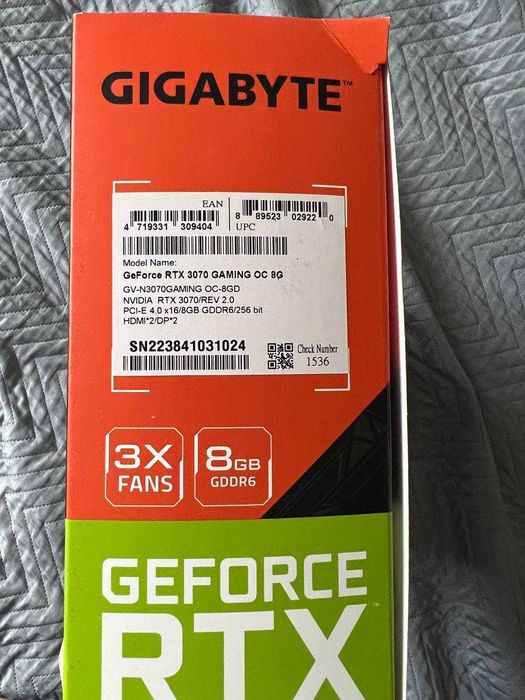 GIGABYTE™
EAN
4 719331 309404
8 89523 02922 0
UPC
Model Name:
GeForce RTX 3070 GAMING OC 8G
GV-N3070GAMING OC-8GD
NVIDIA RTX 3070/REV 2.0
PCI-E 4.0 x16/8GB GDDR6/256 bit
HDMI*2/DP*2
SN223841031024
Check Number
1536
3X
FANS
8GB
GDDR6
GEFORCE
RTX™